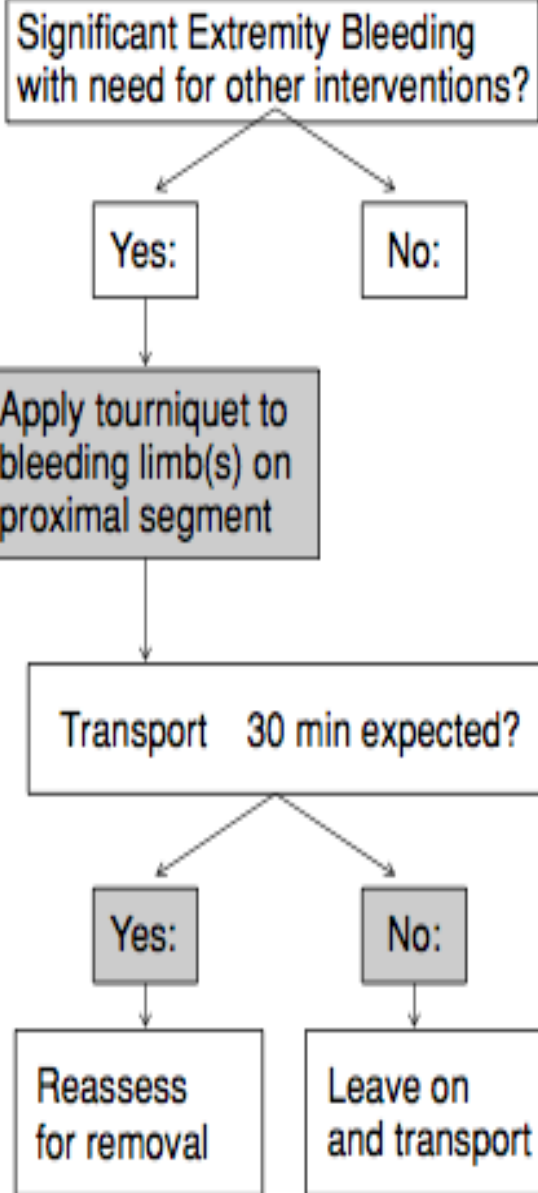 Significant Extremity Bleeding
with need for other interventions?
Yes:
No:
Apply tourniquet to
bleeding limb(s) on
proximal segment
Transport 30 min expected?
Yes:
No:
Reassess
for removal
Leave on
and transport